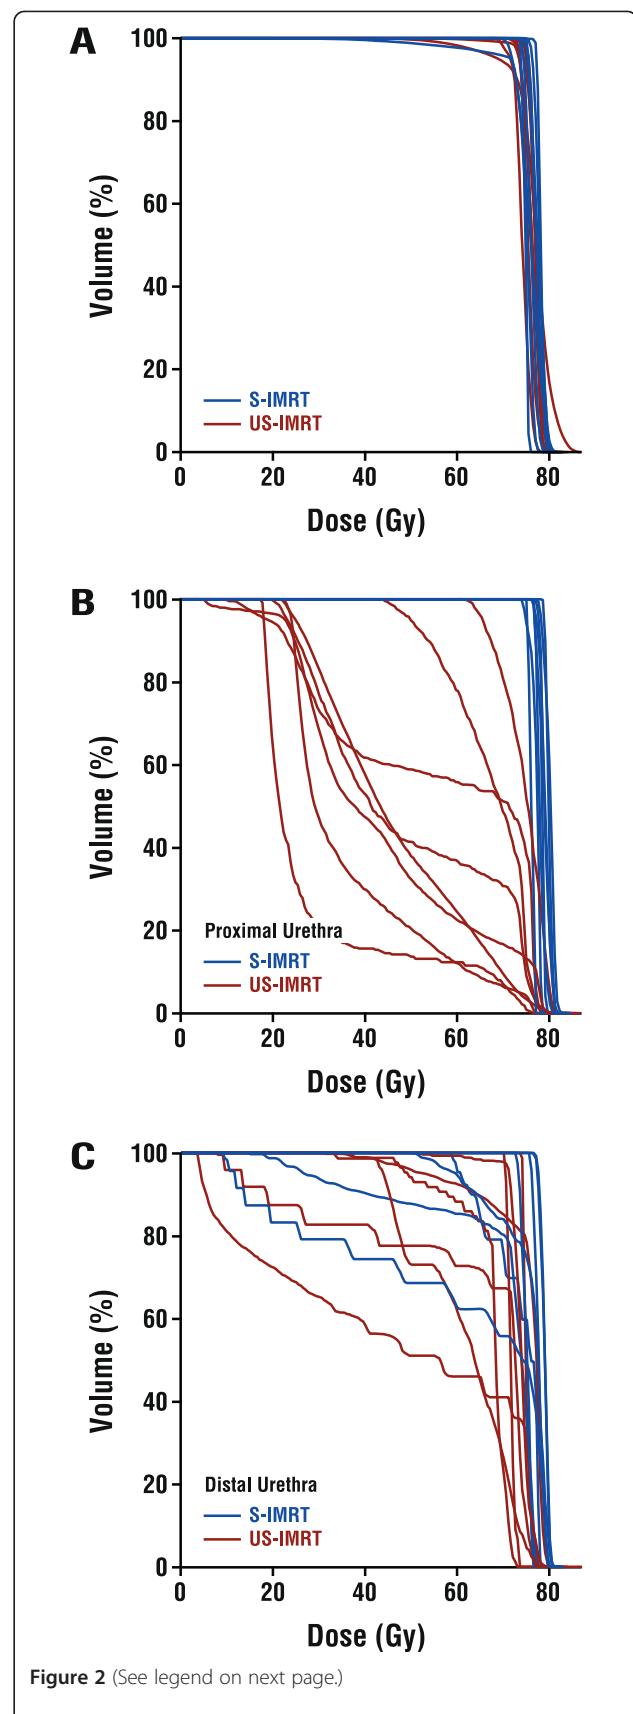 A
100
80
60
40
20
0
Volume (%)
S-IMRT
US-IMRT
0 20 40 60 80
Dose (Gy)
B
100
80
60
40
20
0
Volume (%)
Proximal Urethra
S-IMRT
US-IMRT
0 20 40 60 80
Dose (Gy)
C
100
80
60
40
20
0
Volume (%)
Distal Urethra
S-IMRT
US-IMRT
0 20 40 60 80
Dose (Gy)
Figure 2 (See legend on next page.)